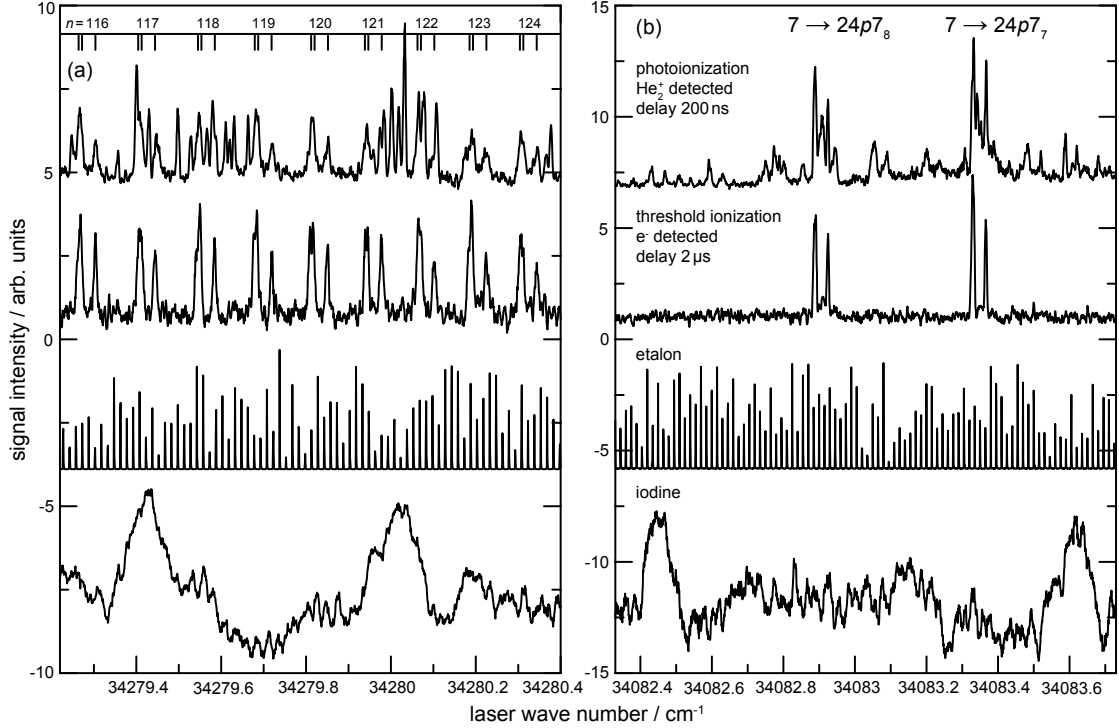 n=116 117 118 119 120 121 122 123 124
(a)
10
5
0
-5
-10
signal intensity / arb. units
34279.4 34279.6 34279.8 34280 34280.2 34280.4
(b)
7 → 24p7₈ 7 → 24p7₇
photoionization
He₂⁺ detected
delay 200 ns
threshold ionization
e⁻ detected
delay 2 μs
etalon
iodine
15
10
5
0
-5
-10
-15
34082.4 34082.6 34082.8 34083 34083.2 34083.4 34083.6
laser wave number / cm⁻¹